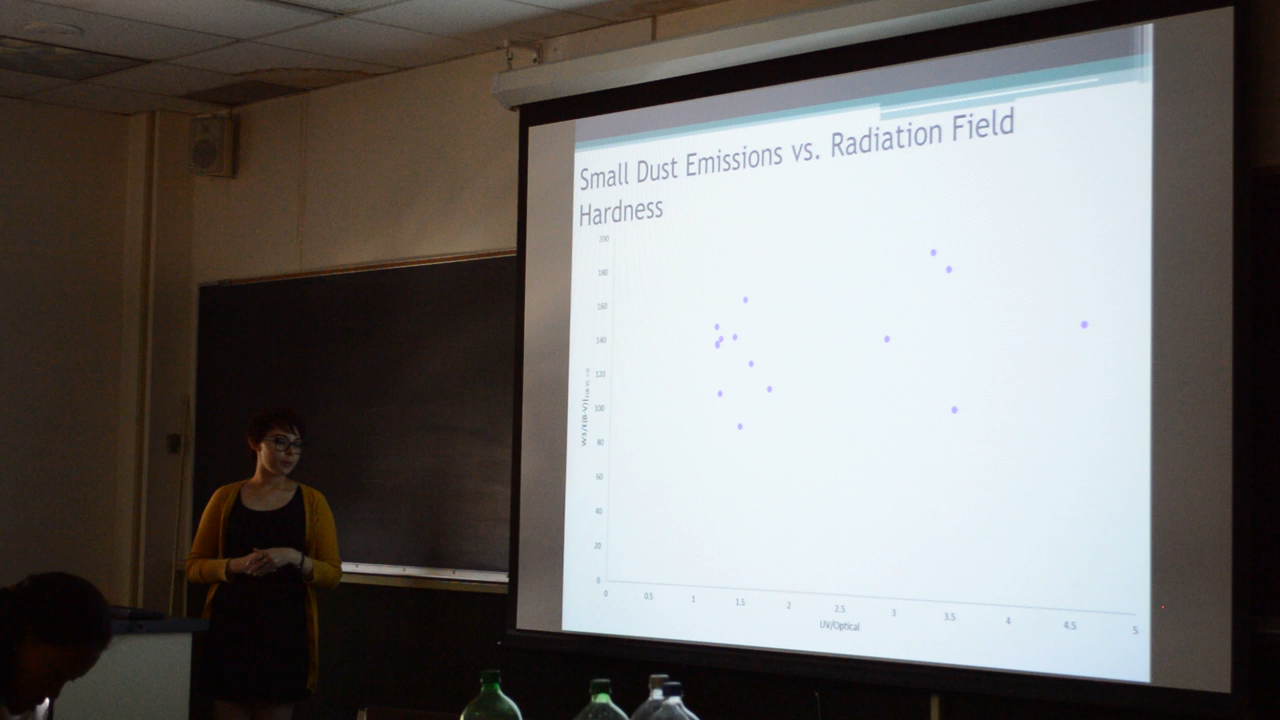 Small Dust Emissions vs. Radiation Field
Hardness
200
180
160
140
120
100
80
60
40
20
0
0 0.5 1 1.5 2 2.5 3 3.5 4 4.5 5
UV/Optical
W3/E(B-V)